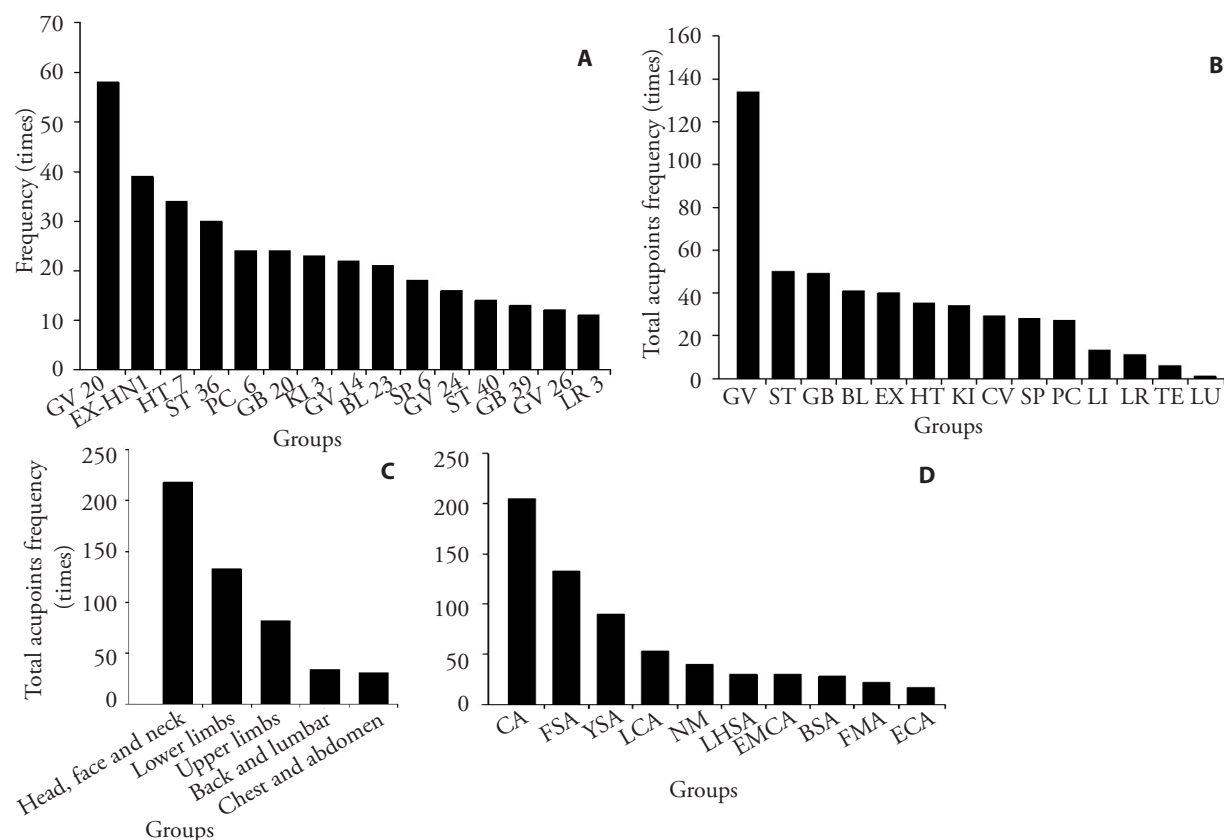 A
Frequency (times)
70
60
50
40
30
20
10
0
GV 20
EX-HN1
HT 7
ST 36
PC 6
GB 20
KI 3
GV 14
BL 23
SP 6
GV 24
ST 40
GB 39
GV 26
LR 3
Groups
B
Total acupoints frequency (times)
160
140
120
100
80
60
40
20
0
GV ST GB BL EX HT KI CV SP PC LI LR TE LU
Groups
C
Total acupoints frequency
(times)
250
200
150
100
50
0
Head, face and neck
Lower limbs
Upper limbs
Back and lumbar
Chest and abdomen
Groups
D
250
200
150
100
50
0
CA
FSA
YSA
LCA
NM
LHSA
EMCA
BSA
FMA
ECA
Groups